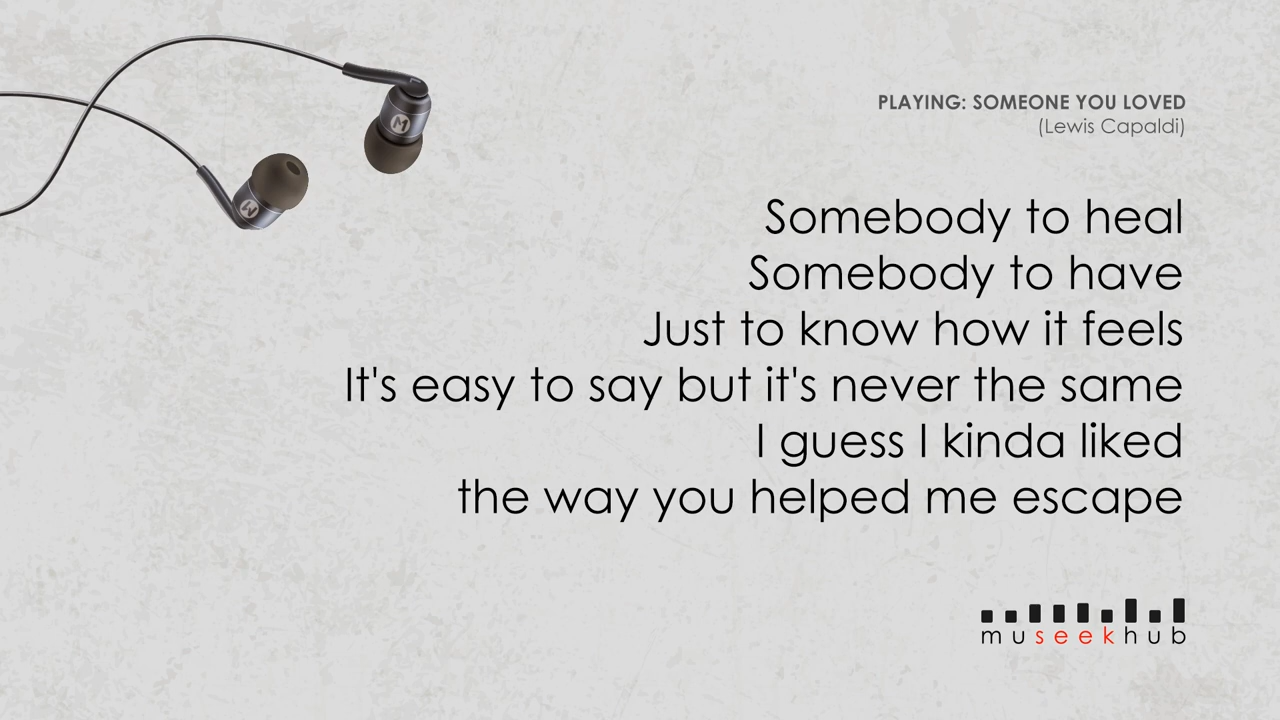 PLAYING: SOMEONE YOU LOVED
(Lewis Capaldi)
Somebody to heal
Somebody to have
Just to know how it feels
It's easy to say but it's never the same
I guess I kinda liked
the way you helped me escape
museekhub
M
M